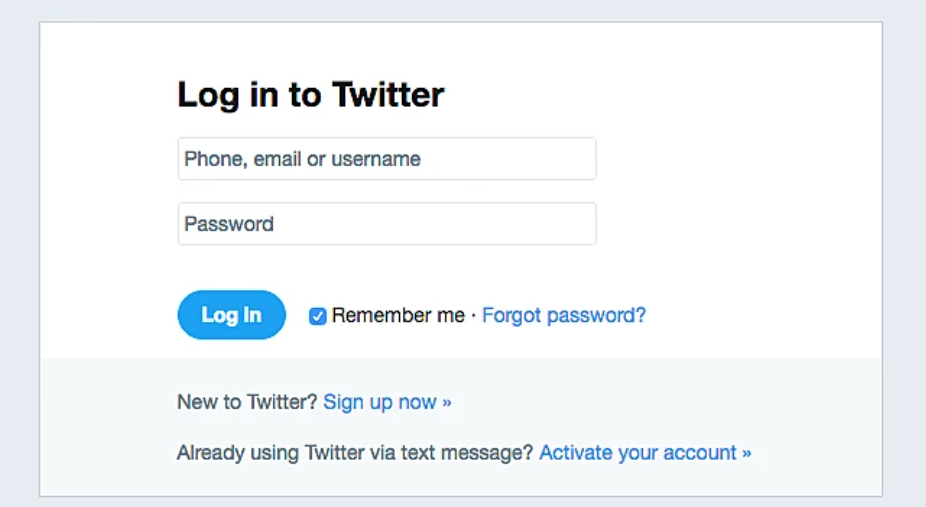 Log in to Twitter
Phone, email or username
Password
Log in Remember me · Forgot password?
New to Twitter? Sign up now »
Already using Twitter via text message? Activate your account »